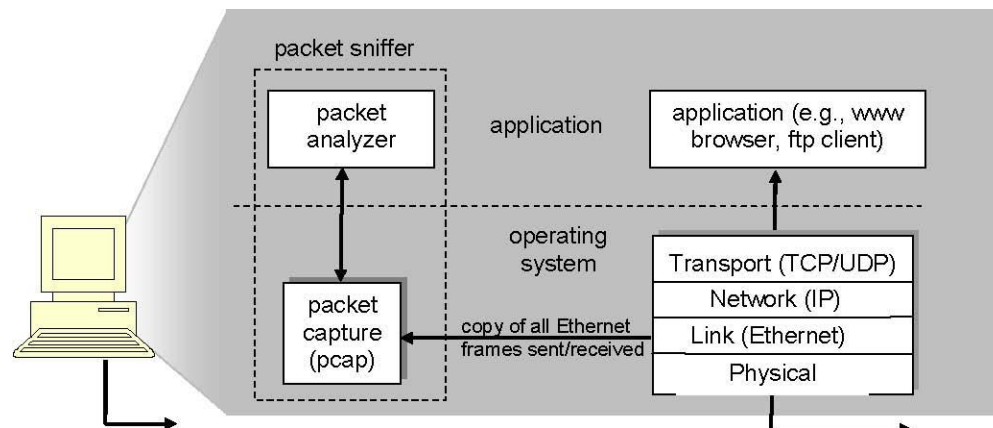 packet sniffer
packet
analyzer
application
application (e.g., www
browser, ftp client)
operating
system
packet
capture
(pcap)
copy of all Ethernet
frames sent/received
Transport (TCP/UDP)
Network (IP)
Link (Ethernet)
Physical